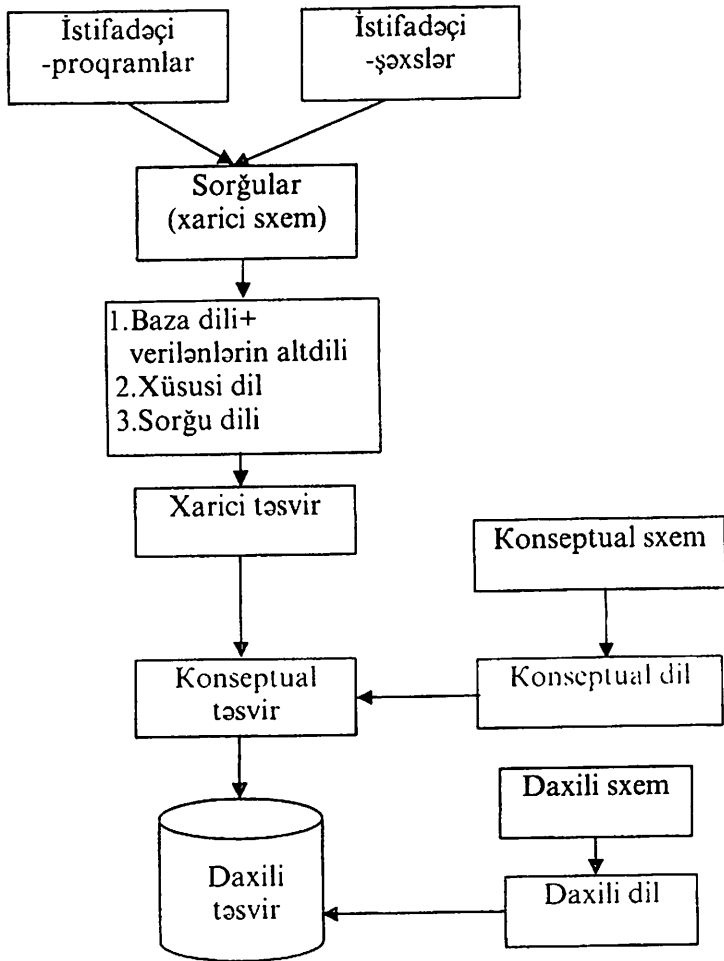 İstifadəçi
-proqramlar
İstifadəçi
-şəxslər
Sorğular
(xarici sxem)
1.Baza dili+
verilənlərin altdili
2.Xüsusi dil
3.Sorğu dili
Xarici təsvir
Konseptual sxem
Konseptual
təsvir
Konseptual dil
Daxili sxem
Daxili
təsvir
Daxili dil